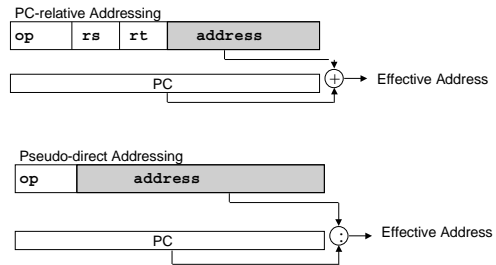 PC-relative Addressing
op rs rt address
PC
+
Effective Address
Pseudo-direct Addressing
op address
PC
:
Effective Address